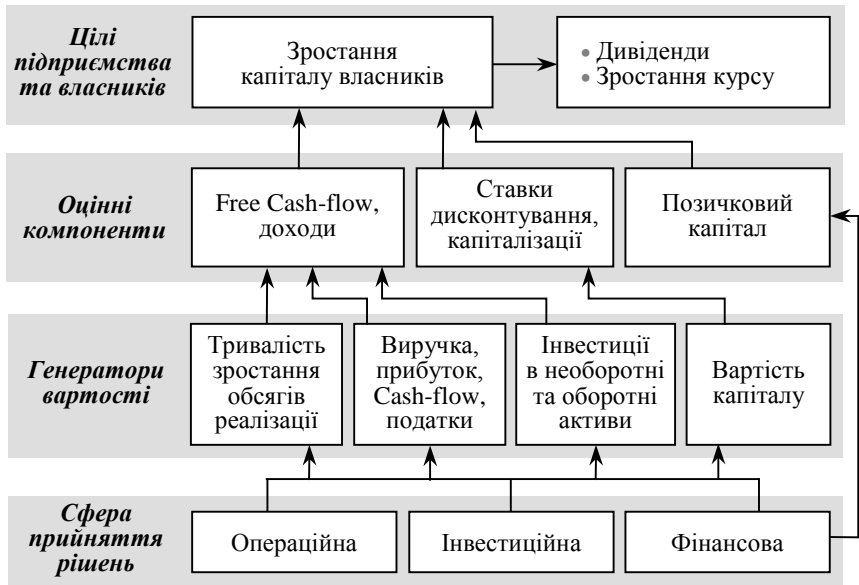 Цілі
підприємства
та власників
Зростання
капіталу власників
• Дивіденди
• Зростання курсу
Оцінні
компоненти
Free Cash-flow,
доходи
Ставки
дисконтування,
капіталізації
Позичковий
капітал
Генератори
вартості
Тривалість
зростання
обсягів
реалізації
Виручка,
прибуток,
Cash-flow,
податки
Інвестиції
в необоротні
та оборотні
активи
Вартість
капіталу
Сфера
прийняття
рішень
Операційна
Інвестиційна
Фінансова